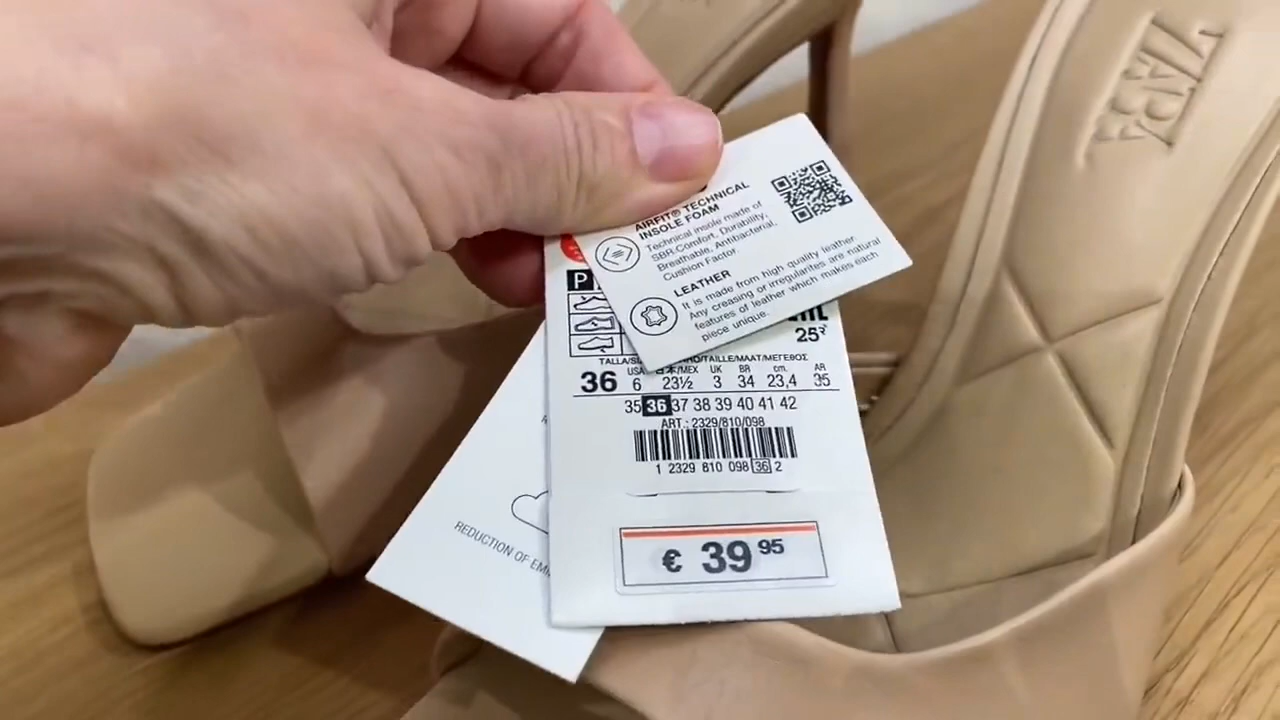 ZARA
AIRFIT® TECHNICAL
INSOLE FOAM
Technical insole made of
SBR.Comfort, Durability,
Breathable, Antibacterial,
Cushion Factor.
LEATHER
It is made from high quality leather.
Any creasing or irregularites are natural
features of leather which makes each
piece unique.
P
25
TALLA/ /TAILLE/MAAT/ΜΕΓΕΘΟΣ
USA 日本/MEX UK BR cm. AR
36 6 23½ 3 34 23,4 35
35 36 37 38 39 40 41 42
ART.: 2329/810/098
1 2329 810 098 36 2
€ 39 95
REDUCTION OF